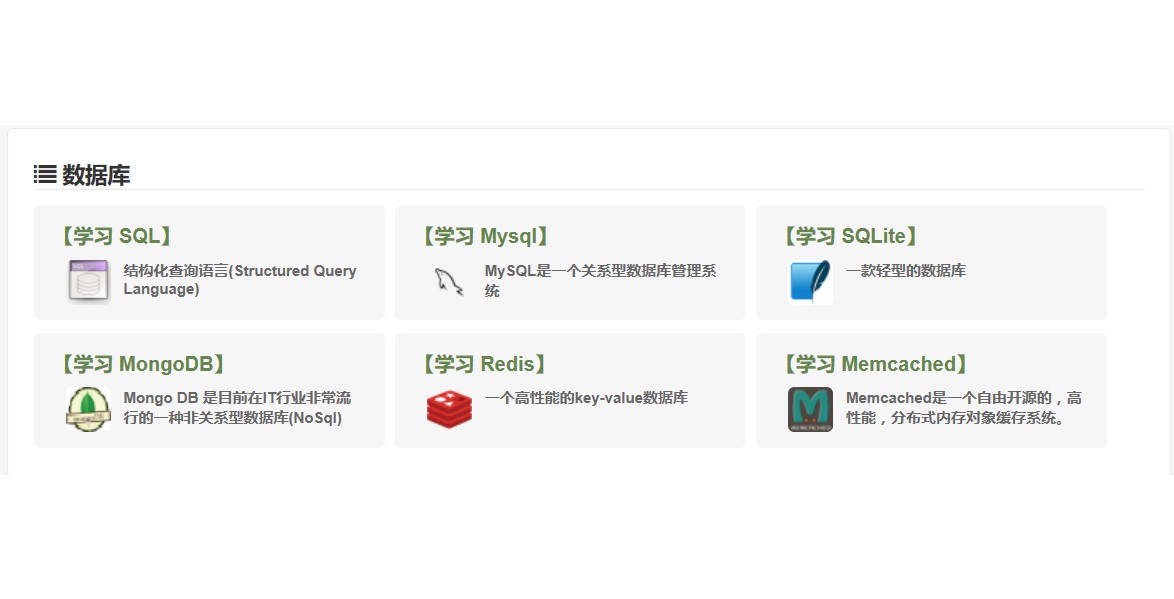 数据库
【学习 SQL】
结构化查询语言(Structured Query
Language)
【学习 Mysql】
MySQL是一个关系型数据库管理系
统
【学习 SQLite】
一款轻型的数据库
【学习 MongoDB】
Mongo DB 是目前在IT行业非常流
行的一种非关系型数据库(NoSql)
【学习 Redis】
一个高性能的key-value数据库
【学习 Memcached】
Memcached是一个自由开源的，高
性能，分布式内存对象缓存系统。